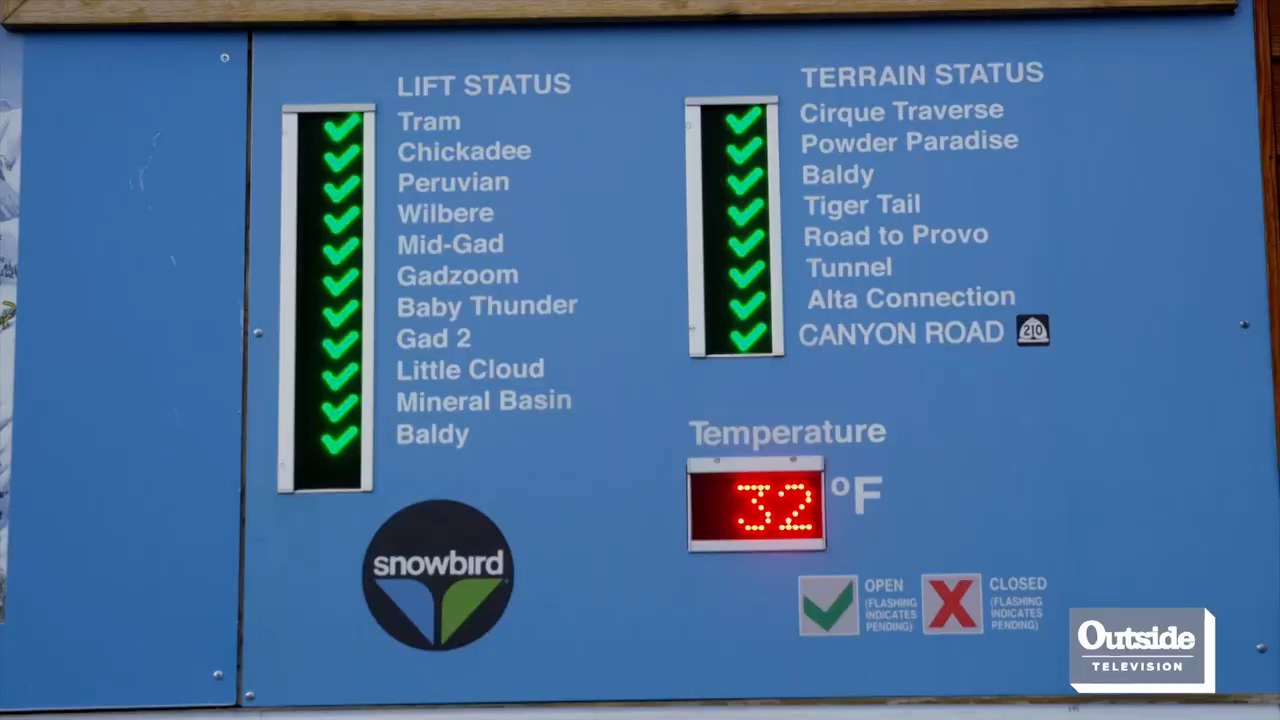 LIFT STATUS
Tram
Chickadee
Peruvian
Wilbere
Mid-Gad
Gadzoom
Baby Thunder
Gad 2
Little Cloud
Mineral Basin
Baldy
snowbird
TERRAIN STATUS
Cirque Traverse
Powder Paradise
Baldy
Tiger Tail
Road to Provo
Tunnel
Alta Connection
CANYON ROAD 210
Temperature
32 °F
OPEN
(FLASHING
INDICATES
PENDING)
CLOSED
(FLASHING
INDICATES
PENDING)
Outside
TELEVISION